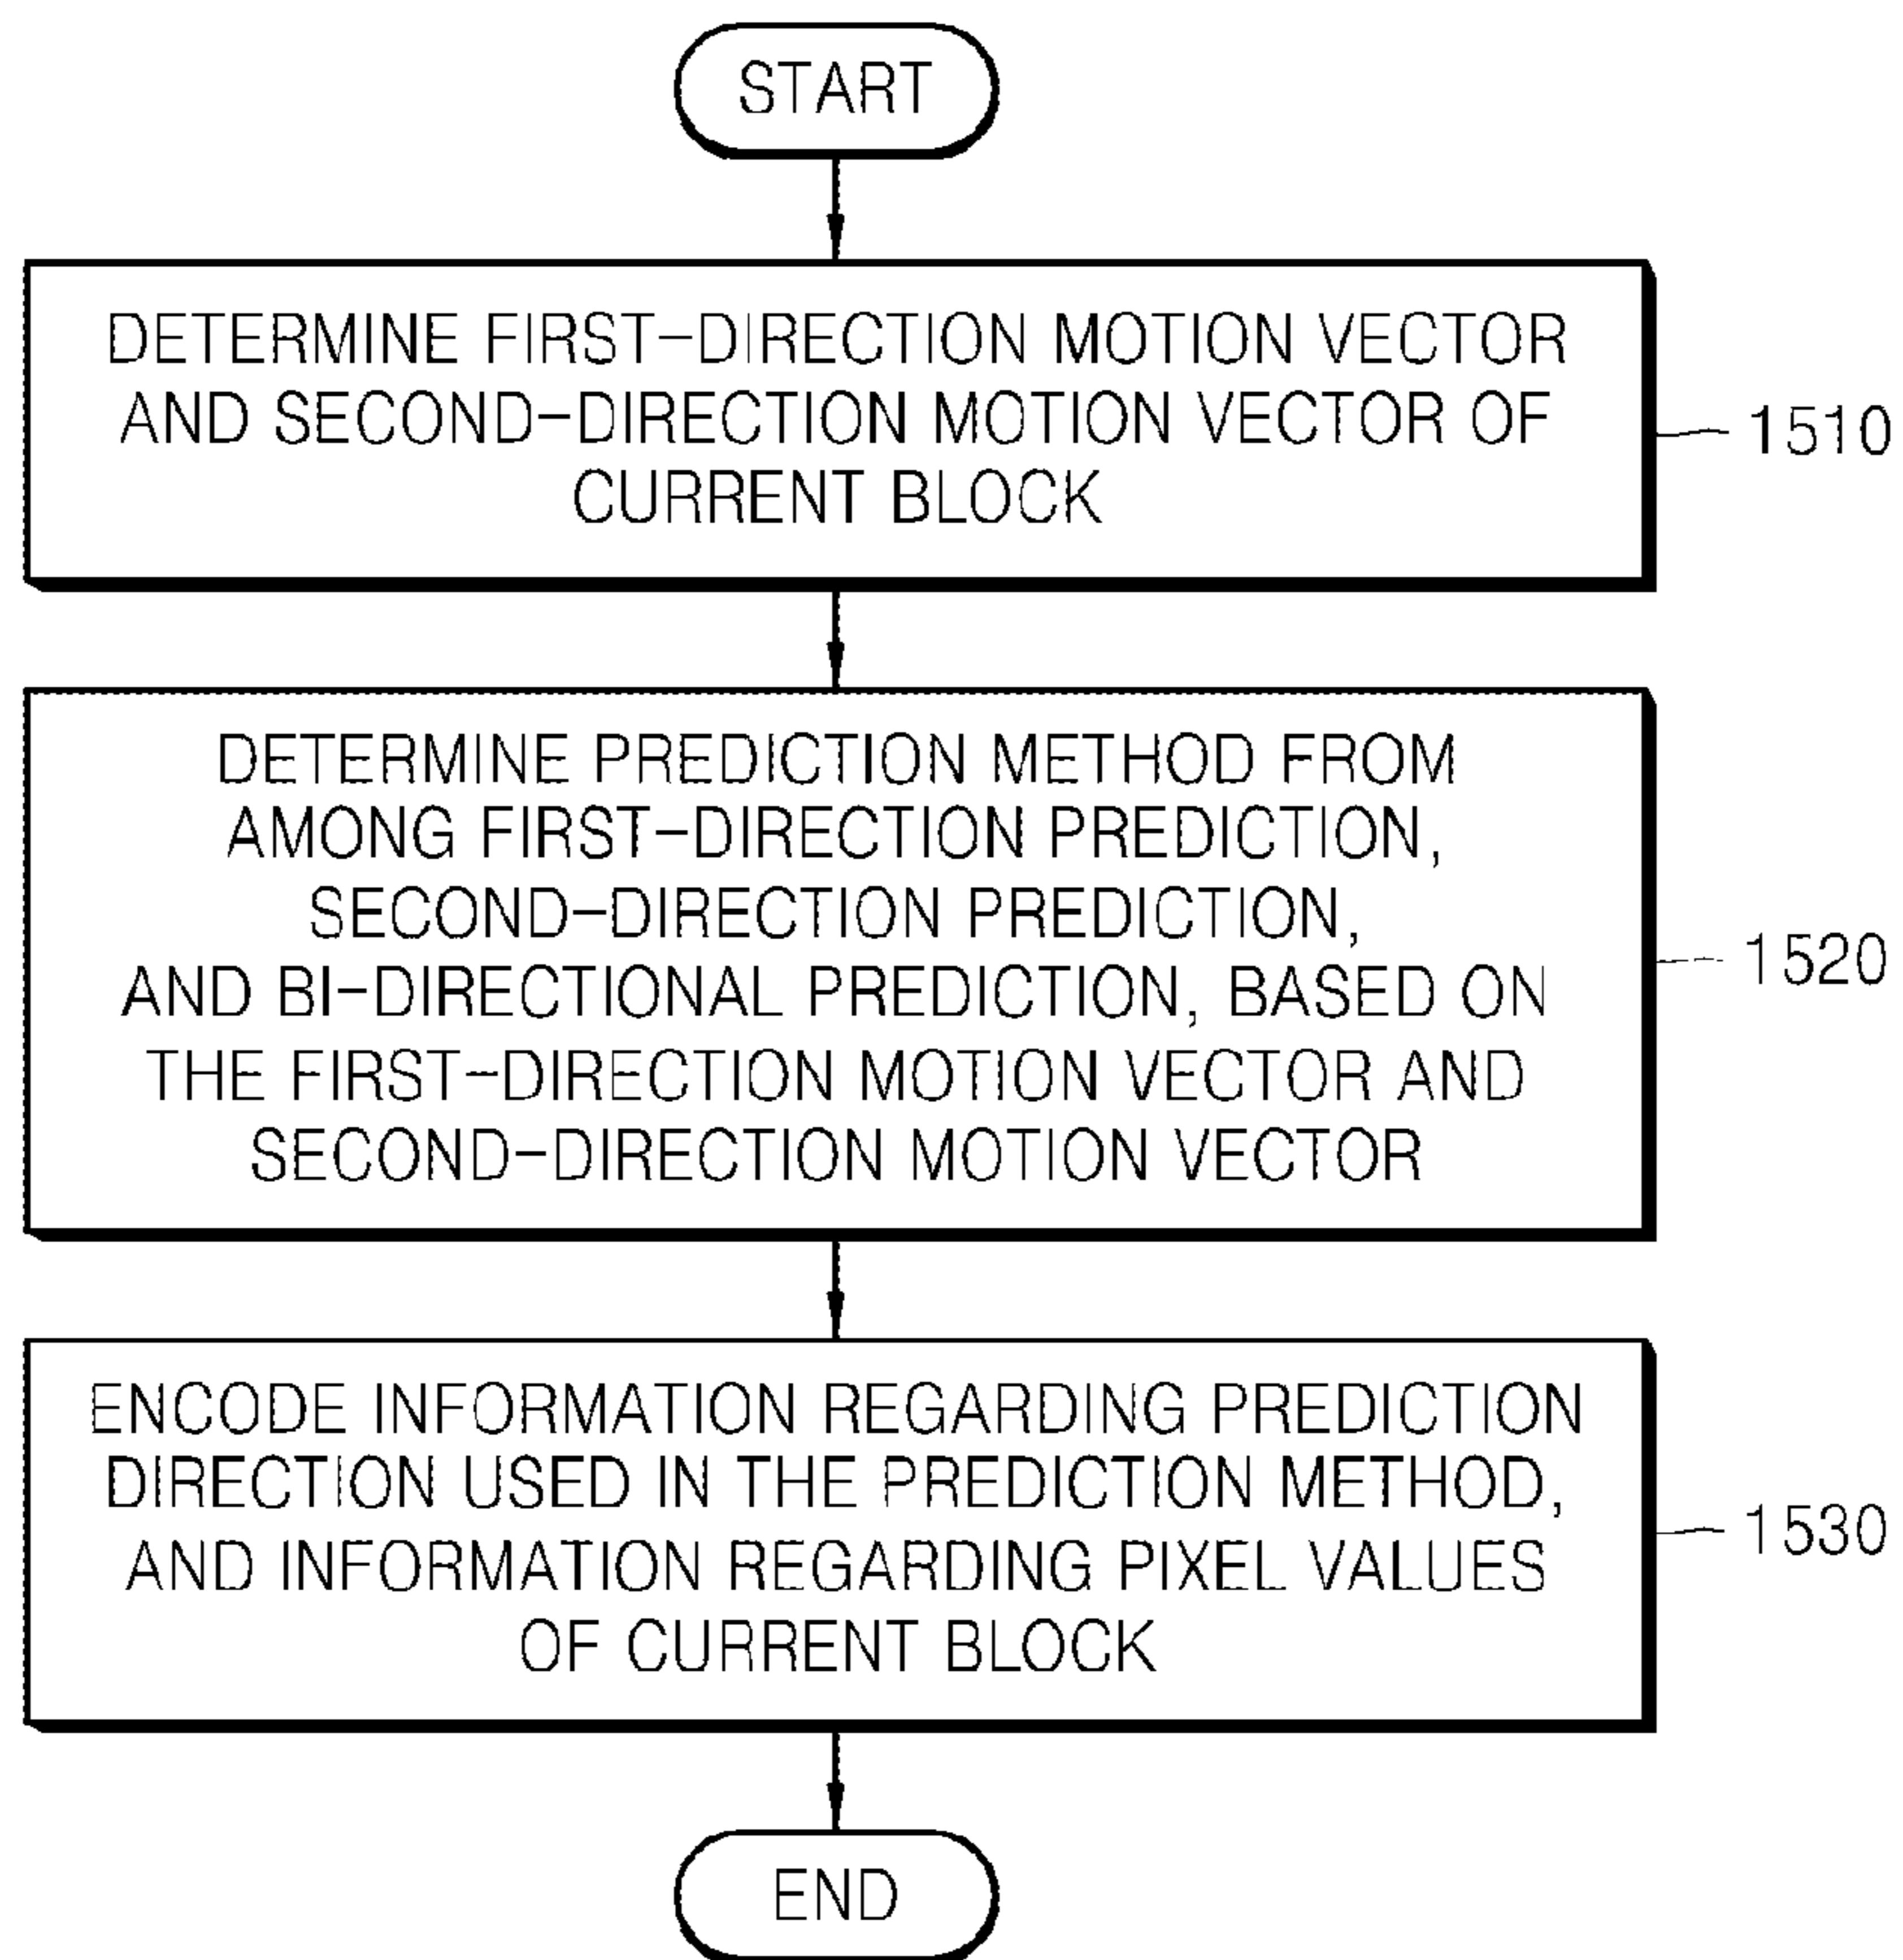 START
DETERMINE FIRST-DIRECTION MOTION VECTOR
AND SECOND-DIRECTION MOTION VECTOR OF
CURRENT BLOCK
1510
DETERMINE PREDICTION METHOD FROM
AMONG FIRST-DIRECTION PREDICTION,
SECOND-DIRECTION PREDICTION,
AND BI-DIRECTIONAL PREDICTION, BASED ON
THE FIRST-DIRECTION MOTION VECTOR AND
SECOND-DIRECTION MOTION VECTOR
1520
ENCODE INFORMATION REGARDING PREDICTION
DIRECTION USED IN THE PREDICTION METHOD,
AND INFORMATION REGARDING PIXEL VALUES
OF CURRENT BLOCK
1530
END